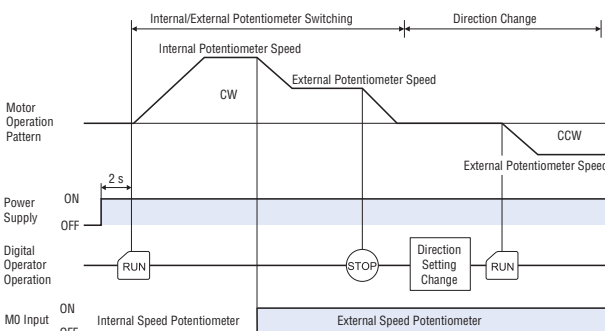 Internal/External Potentiometer Switching
Direction Change
Internal Potentiometer Speed
External Potentiometer Speed
CW
Motor
Operation
Pattern
CCW
External Potentiometer Speed
2 s
Power
Supply
ON
OFF
Digital
Operator
Operation
RUN
STOP
Direction
Setting
Change
RUN
M0 Input
ON
OFF
Internal Speed Potentiometer
External Speed Potentiometer